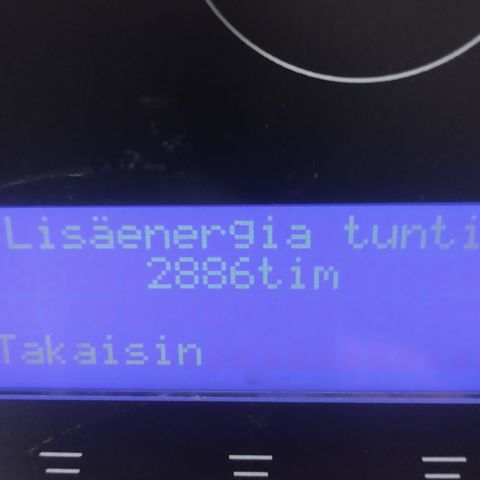 Lisäenergia tunti
2886tim
Takaisin